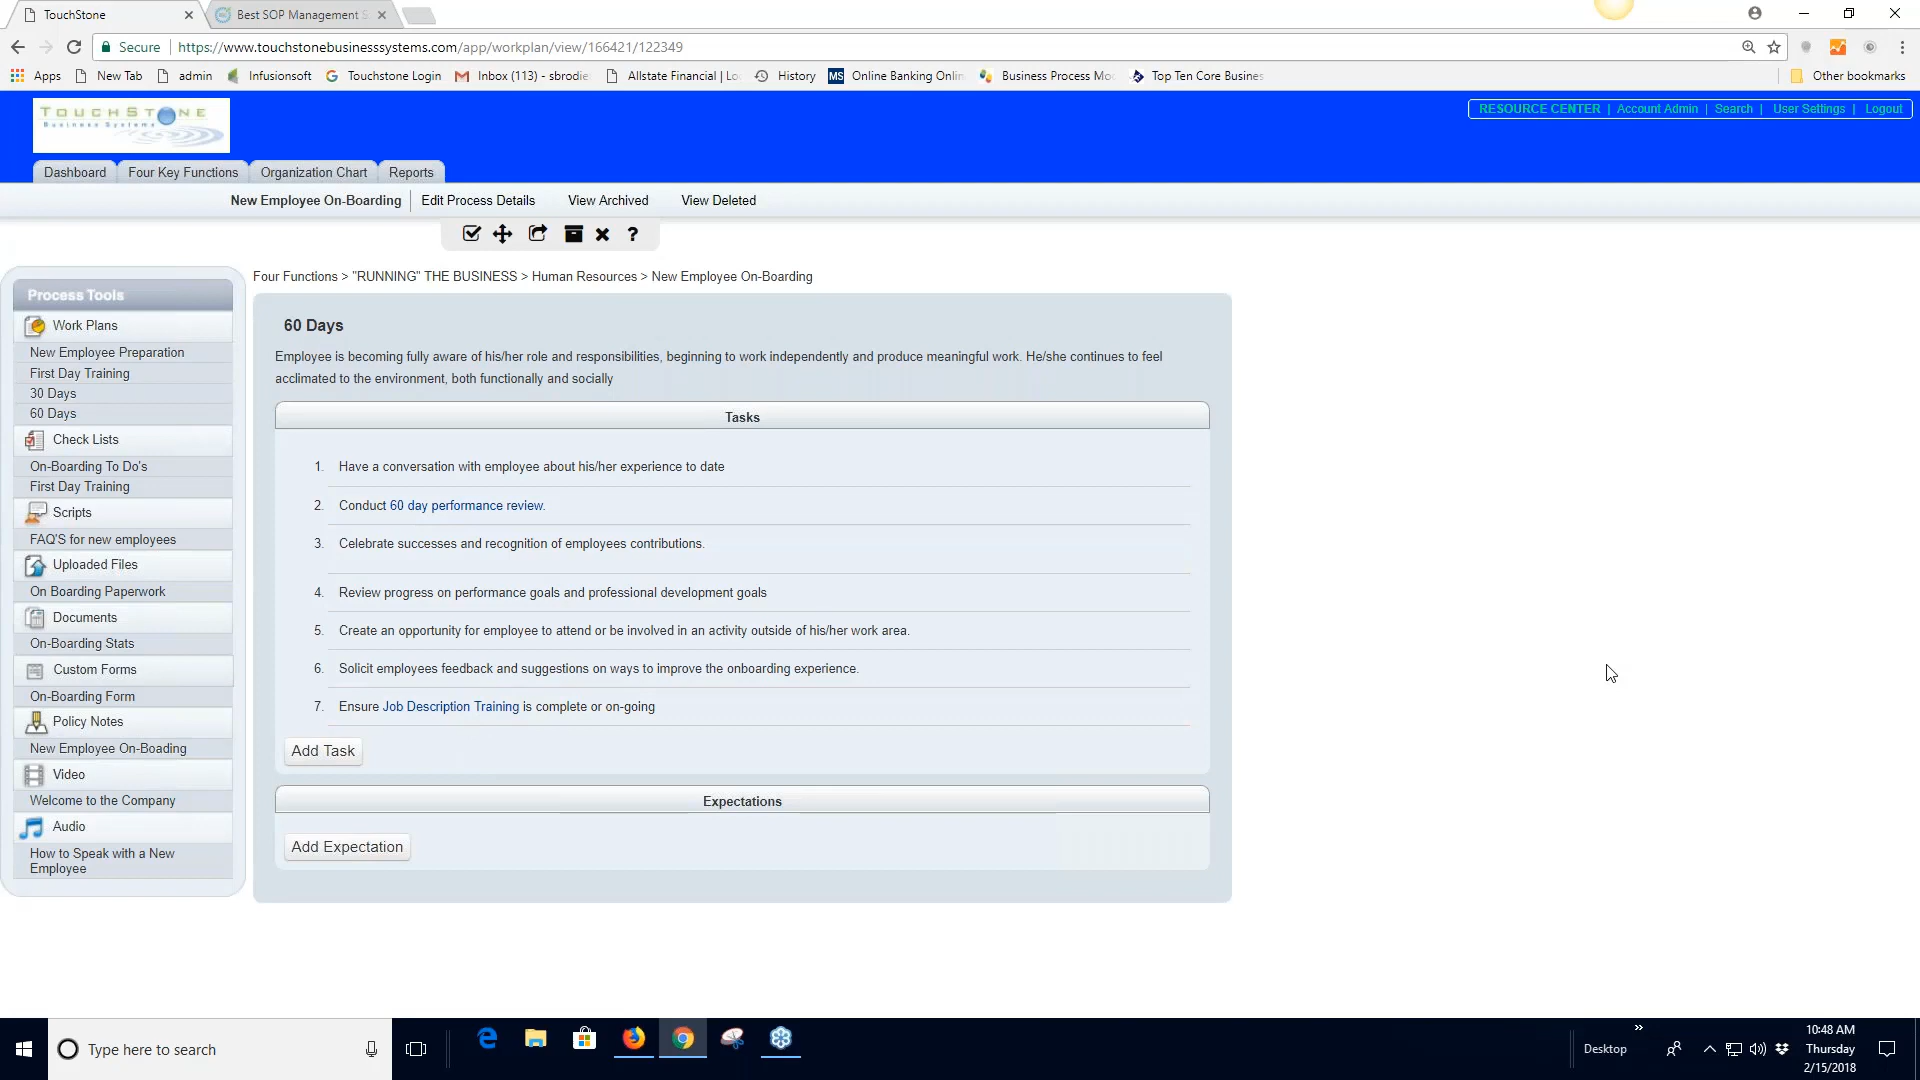 TouchStone
Best SOP Management S
Secure
https://www.touchstonebusinesssystems.com/app/workplan/view/166421/122349
Apps
New Tab
admin
Infusionsoft
Touchstone Login
Inbox (113) - sbrodie
Allstate Financial | Lo
History
MS
Online Banking Onlin
Business Process Mo
Top Ten Core Busines
Other bookmarks
TOUCHSTONE
Business Systems
RESOURCE CENTER | Account Admin | Search | User Settings | Logout
Dashboard
Four Key Functions
Organization Chart
Reports
New Employee On-Boarding
Edit Process Details
View Archived
View Deleted
?
Four Functions > "RUNNING" THE BUSINESS > Human Resources > New Employee On-Boarding
Process Tools
Work Plans
New Employee Preparation
First Day Training
30 Days
60 Days
Check Lists
On-Boarding To Do's
First Day Training
Scripts
FAQ'S for new employees
Uploaded Files
On Boarding Paperwork
Documents
On-Boarding Stats
Custom Forms
On-Boarding Form
Policy Notes
New Employee On-Boading
Video
Welcome to the Company
Audio
How to Speak with a New
Employee
60 Days
Employee is becoming fully aware of his/her role and responsibilities, beginning to work independently and produce meaningful work. He/she continues to feel
acclimated to the environment, both functionally and socially
Tasks
1. Have a conversation with employee about his/her experience to date
2. Conduct 60 day performance review.
3. Celebrate successes and recognition of employees contributions.
4. Review progress on performance goals and professional development goals
5. Create an opportunity for employee to attend or be involved in an activity outside of his/her work area.
6. Solicit employees feedback and suggestions on ways to improve the onboarding experience.
7. Ensure Job Description Training is complete or on-going
Add Task
Expectations
Add Expectation
Type here to search
Desktop
10:48 AM
Thursday
2/15/2018